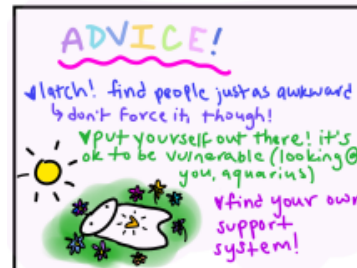 ADVICE!
latch! find people just as awkward
↳ don't force it though!
put yourself out there! it's
ok to be vulnerable (looking @
you, aquarius)
find your own
support
system!